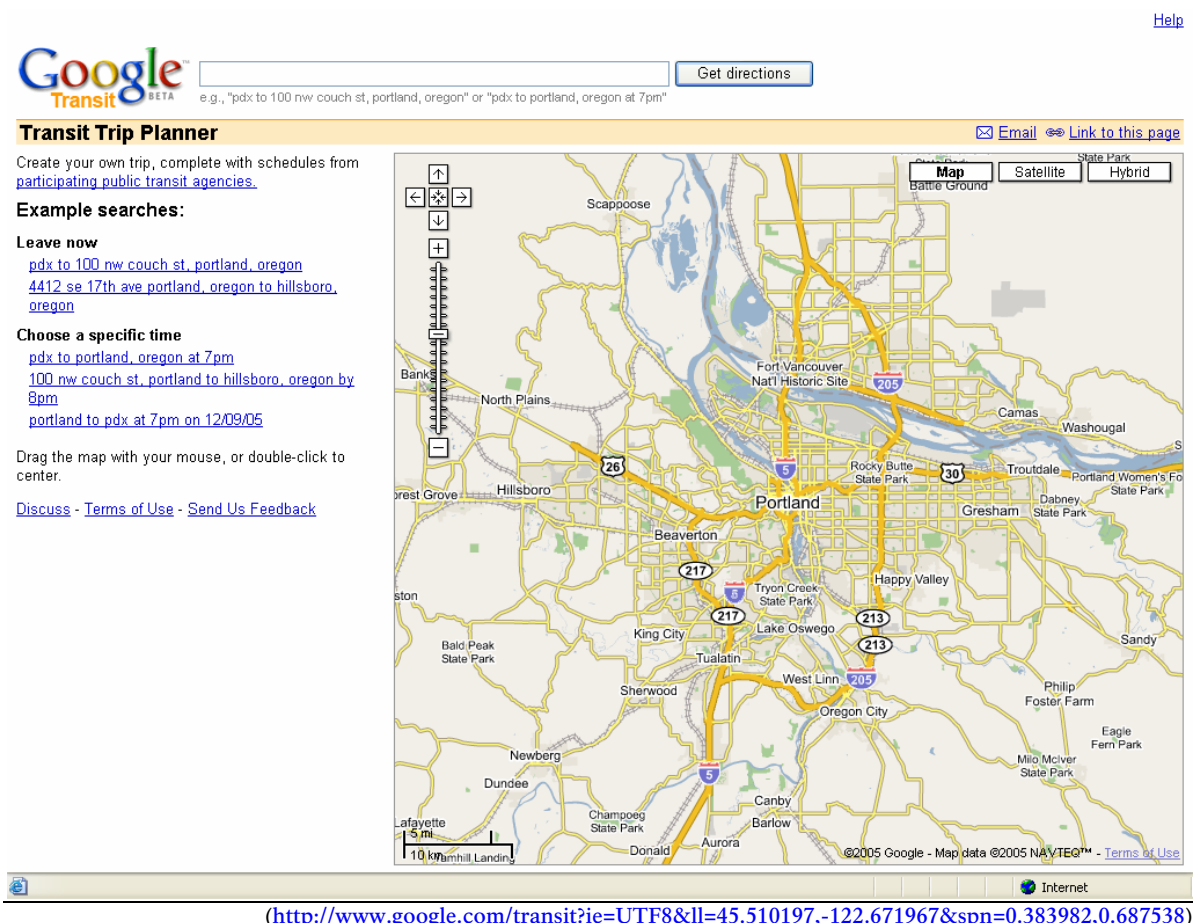 Help
Google™
Transit BETA
Get directions
e.g., "pdx to 100 nw couch st, portland, oregon" or "pdx to portland, oregon at 7pm"
Transit Trip Planner
Email Link to this page
Create your own trip, complete with schedules from
participating public transit agencies.
Example searches:
Leave now
pdx to 100 nw couch st, portland, oregon
4412 se 17th ave portland, oregon to hillsboro,
oregon
Choose a specific time
pdx to portland, oregon at 7pm
100 nw couch st, portland to hillsboro, oregon by
8pm
portland to pdx at 7pm on 12/09/05
Drag the map with your mouse, or double-click to
center.
Discuss - Terms of Use - Send Us Feedback
State Park
Map Satellite Hybrid
Battle Ground
Scappoose
Fort Vancouver
Nat'l Historic Site
205
Banks
North Plains
Camas
Washougal
26
5
Rocky Butte
State Park
30
Troutdale
Portland Women's Fo
State Park
orest Grove
Hillsboro
Portland
Dabney
State Park
Gresham
Beaverton
217
5
Tryon Creek
State Park
Happy Valley
ston
217
213
King City
Lake Oswego
213
Sandy
Bald Peak
State Park
Tualatin
West Linn
205
Sherwood
Oregon City
Philip
Foster Farm
Eagle
Fern Park
Newberg
5
Milo McIver
State Park
Dundee
Canby
Champoeg
State Park
Barlow
Lafayette
5 mi
10 km
Yamhill Landing
Donald
Aurora
©2005 Google - Map data ©2005 NAVTEQ™ - Terms of Use
Internet
(http://www.google.com/transit?ie=UTF8&ll=45.510197,-122.671967&spn=0.383982,0.687538)